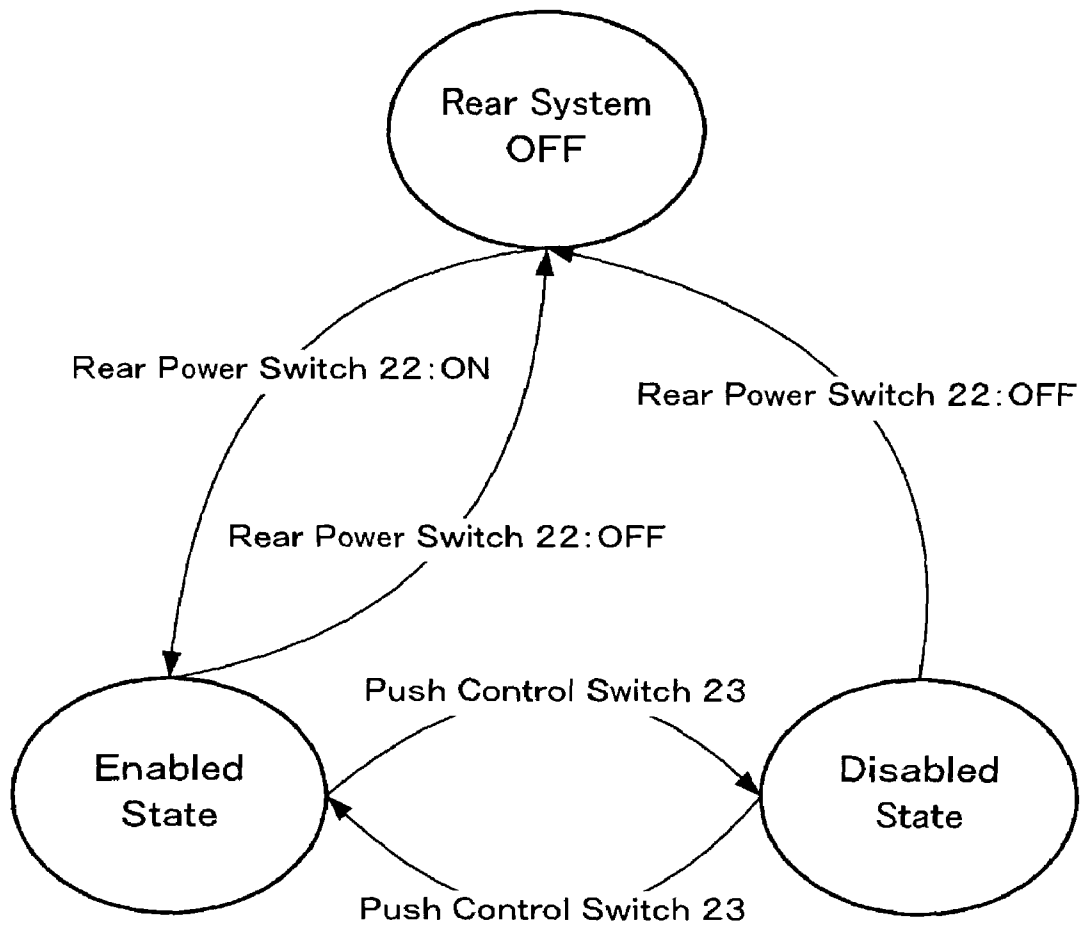 Rear System
OFF
Rear Power Switch 22:ON
Rear Power Switch 22:OFF
Rear Power Switch 22:OFF
Push Control Switch 23
Enabled
State
Disabled
State
Push Control Switch 23